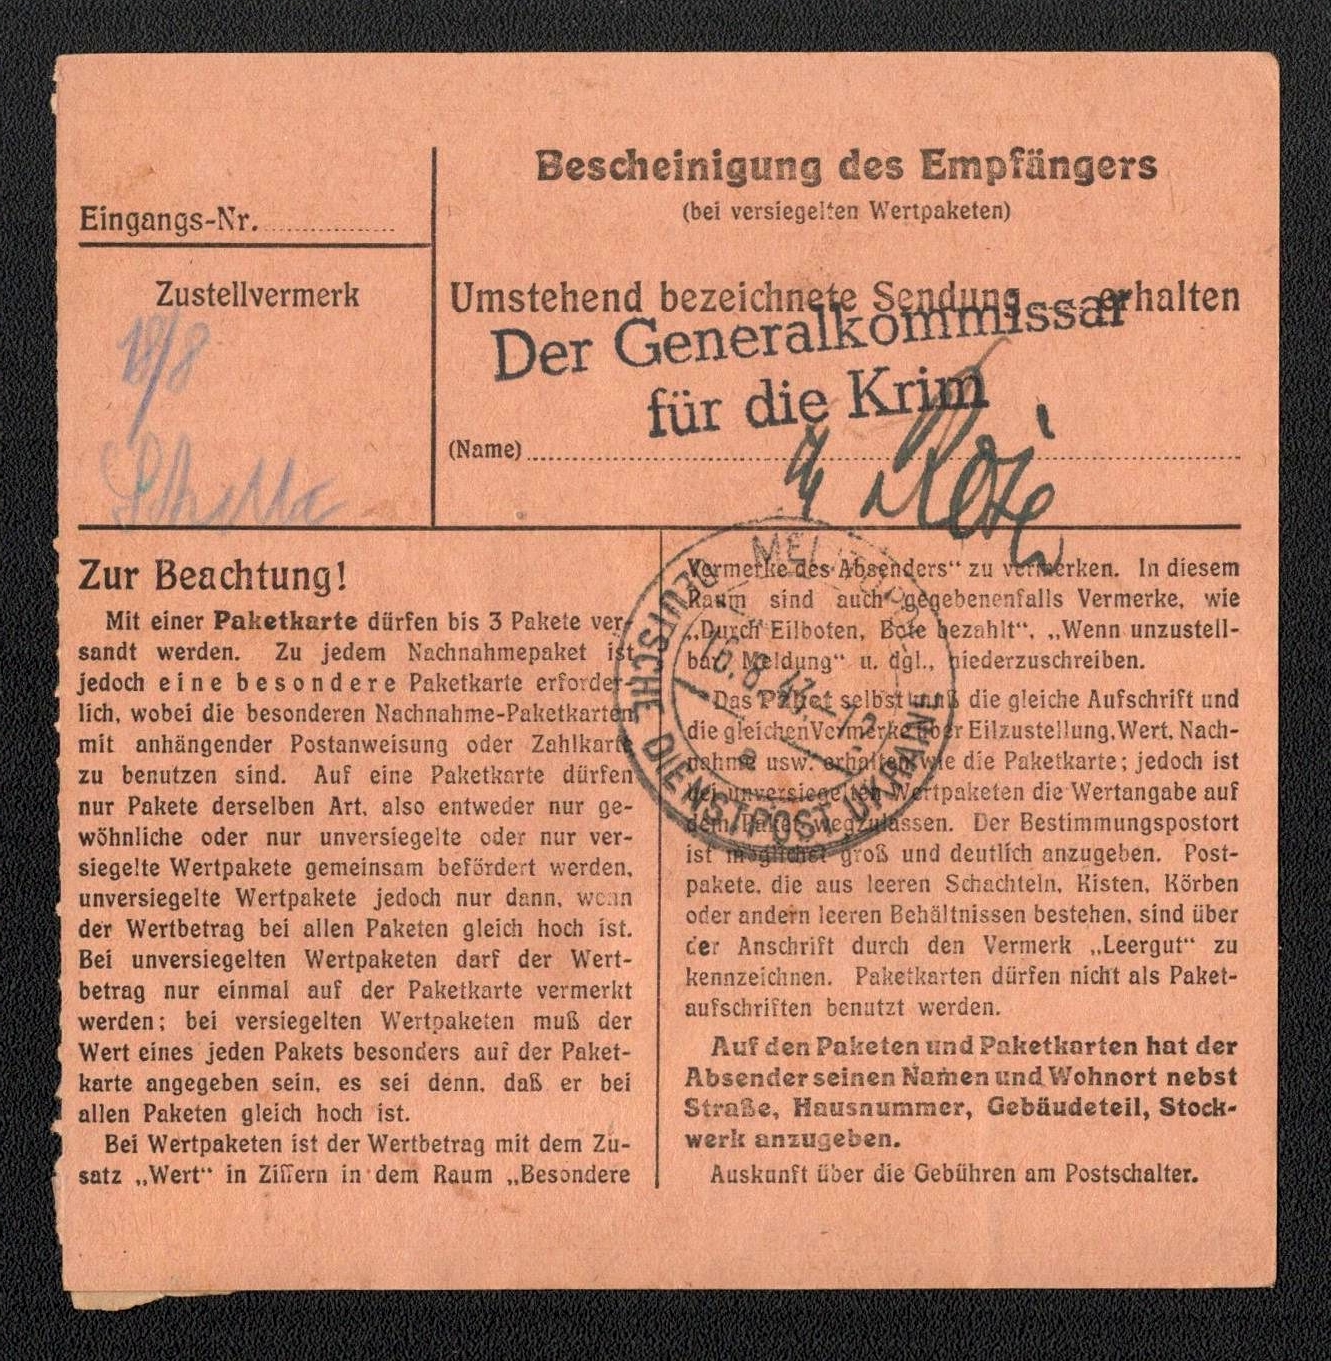 Bescheinigung des Empfängers
(bei versiegelten Wertpaketen)
Eingangs-Nr.
Zustellvermerk
18/8
Umstehend bezeichnete Sendung erhalten
Der Generalkommissar
für die Krim
(Name)
Zur Beachtung!
Mit einer Paketkarte dürfen bis 3 Pakete ver-
sandt werden. Zu jedem Nachnahmepaket ist
jedoch eine besondere Paketkarte erforder-
lich, wobei die besonderen Nachnahme-Paketkarten
mit anhängender Postanweisung oder Zahlkarte
zu benutzen sind. Auf eine Paketkarte dürfen
nur Pakete derselben Art, also entweder nur ge-
wöhnliche oder nur unversiegelte oder nur ver-
siegelte Wertpakete gemeinsam befördert werden,
unversiegelte Wertpakete jedoch nur dann, wenn
der Wertbetrag bei allen Paketen gleich hoch ist.
Bei unversiegelten Wertpaketen darf der Wert-
betrag nur einmal auf der Paketkarte vermerkt
werden; bei versiegelten Wertpaketen muß der
Wert eines jeden Pakets besonders auf der Paket-
karte angegeben sein, es sei denn, daß er bei
allen Paketen gleich hoch ist.
Bei Wertpaketen ist der Wertbetrag mit dem Zu-
satz „Wert“ in Ziffern in dem Raum „Besondere
Vermerke des Absenders“ zu vermerken. In diesem
Raum sind auch gegebenenfalls Vermerke, wie
„Durch Eilboten, Bote bezahlt“, „Wenn unzustell-
bar, Meldung“ u. dgl., niederzuschreiben.
Das Paket selbst muß die gleiche Aufschrift und
die gleichen Vermerke über Eilzustellung, Wert, Nach-
nahme usw. erhalten wie die Paketkarte; jedoch ist
bei unversiegelten Wertpaketen die Wertangabe auf
dem Paket wegzulassen. Der Bestimmungspostort
ist möglichst groß und deutlich anzugeben. Post-
pakete, die aus leeren Schachteln, Kisten, Körben
oder andern leeren Behältnissen bestehen, sind über
der Anschrift durch den Vermerk „Leergut“ zu
kennzeichnen. Paketkarten dürfen nicht als Paket-
aufschriften benutzt werden.
Auf den Paketen und Paketkarten hat der
Absender seinen Namen und Wohnort nebst
Straße, Hausnummer, Gebäudeteil, Stock-
werk anzugeben.
Auskunft über die Gebühren am Postschalter.
DEUTSCHE DIENSTPOST UKRAINE
16.8.43.-12